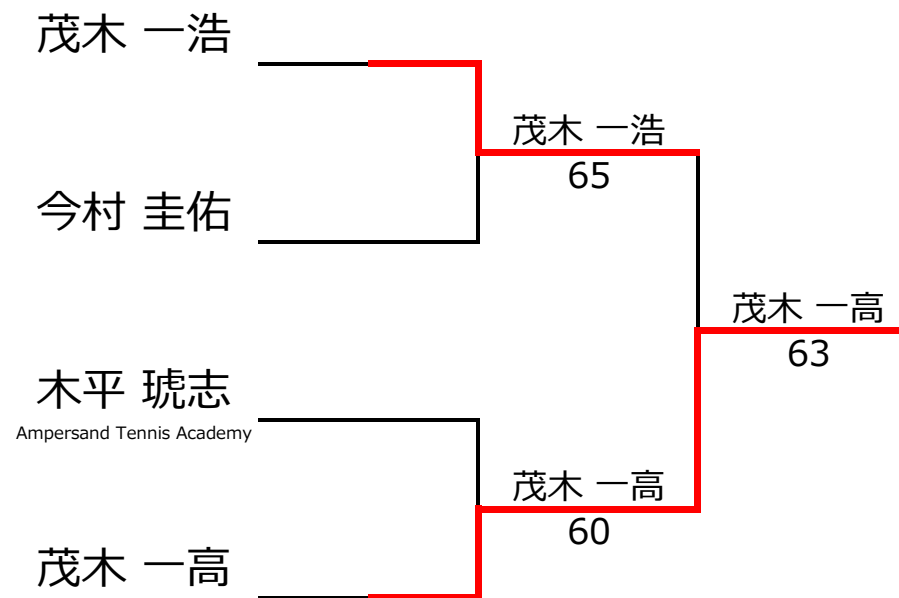 茂木 一浩
茂木 一浩
65
今村 圭佑
茂木 一高
63
木平 琥志
Ampersand Tennis Academy
茂木 一高
60
茂木 一高